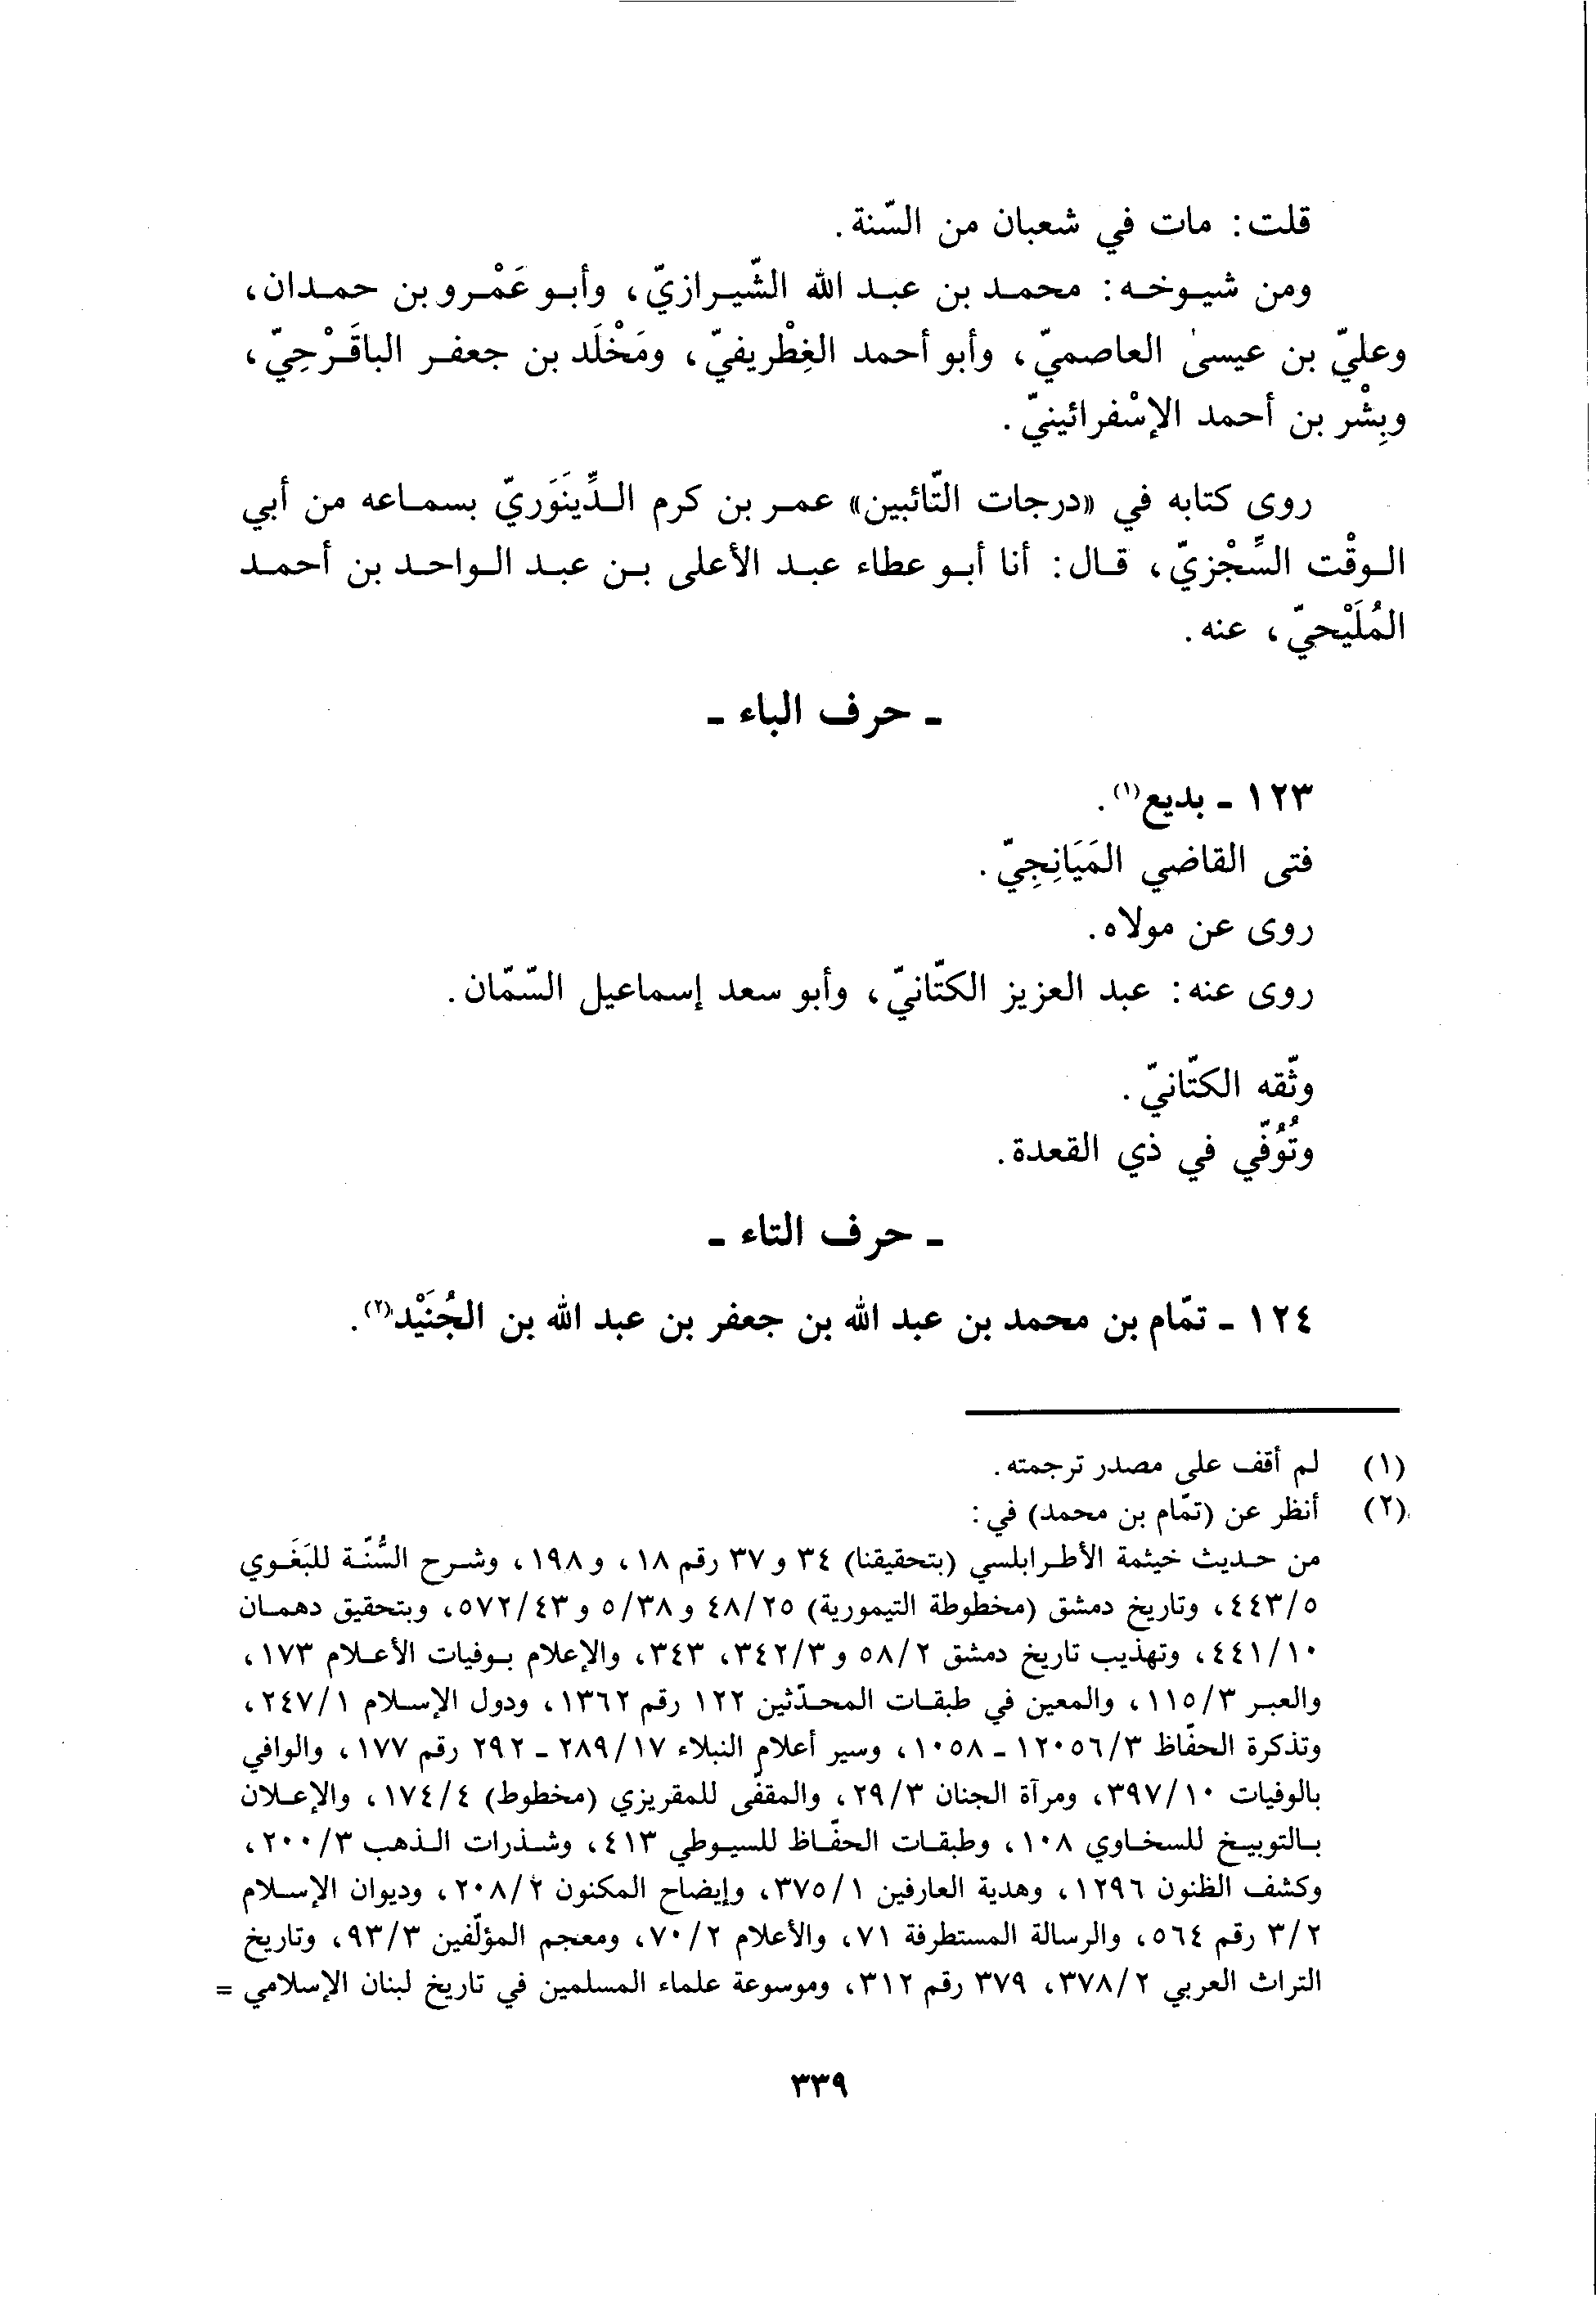 قلت: مات في شعبان من السّنة.
ومن شيوخه: محمد بن عبد الله الشّيرازيّ، وأبو عَمْرو بن حمدان،
وعليّ بن عيسىٰ العاصميّ، وأبو أحمد الغِطْريفيّ، ومَخْلَد بن جعفر الباقَرْحِيّ،
وبِشْر بن أحمد الإسْفرائينيّ.
روى كتابه في «درجات التّائبين» عمر بن كرم الدِّينَوَريّ بسماعه من أبي
الوقْت السِّجْزيّ، قال: أنا أبو عطاء عبد الأعلى بن عبد الواحد بن أحمد
المُلَيْحيّ، عنه.
ـ حرف الباء ـ
١٢٣ ـ بديع(١).
فتى القاضي المَيَانِجِيّ.
روى عن مولاه.
روى عنه: عبد العزيز الكتّانيّ، وأبو سعد إسماعيل السّمّان.
وثّقه الكتّانيّ.
وتُوُفّي في ذي القعدة.
ـ حرف التاء ـ
١٢٤ ـ تمّام بن محمد بن عبد الله بن جعفر بن عبد الله بن الجُنَيْد(٢).
(١) لم أقف على مصدر ترجمته.
(٢) أنظر عن (تمّام بن محمد) في:
من حديث خيثمة الأطرابلسي (بتحقيقنا) ٣٤ و٣٧ رقم ١٨، و١٩٨، وشرح السُّنّة للبَغَوي
٤٤٣/٥، وتاريخ دمشق (مخطوطة التيمورية) ٤٨/٢٥ و٥/٣٨ و٥٧٢/٤٣، وبتحقيق دهمان
٤٤١/١٠، وتهذيب تاريخ دمشق ٥٨/٢ و٣٤٢/٣، ٣٤٣، والإعلام بوفيات الأعلام ١٧٣،
والعبر ١١٥/٣، والمعين في طبقات المحدّثين ١٢٢ رقم ١٣٦٢، ودول الإسلام ٢٤٧/١،
وتذكرة الحفّاظ ١٢٠٥٦/٣ ـ ١٠٥٨، وسير أعلام النبلاء ٢٨٩/١٧ ـ ٢٩٢ رقم ١٧٧، والوافي
بالوفيات ٣٩٧/١٠، ومرآة الجنان ٢٩/٣، والمقفّى للمقريزي (مخطوط) ١٧٤/٤، والإعلان
بالتوبيخ للسخاوي ١٠٨، وطبقات الحفّاظ للسيوطي ٤١٣، وشذرات الذهب ٢٠٠/٣،
وكشف الظنون ١٢٩٦، وهدية العارفين ٣٧٥/١، وإيضاح المكنون ٢٠٨/٢، وديوان الإسلام
٣/٢ رقم ٥٦٤، والرسالة المستطرفة ٧١، والأعلام ٧٠/٢، ومعجم المؤلّفين ٩٣/٣، وتاريخ
التراث العربي ٣٧٨/٢، ٣٧٩ رقم ٣١٢، وموسوعة علماء المسلمين في تاريخ لبنان الإسلامي =
٣٣٩